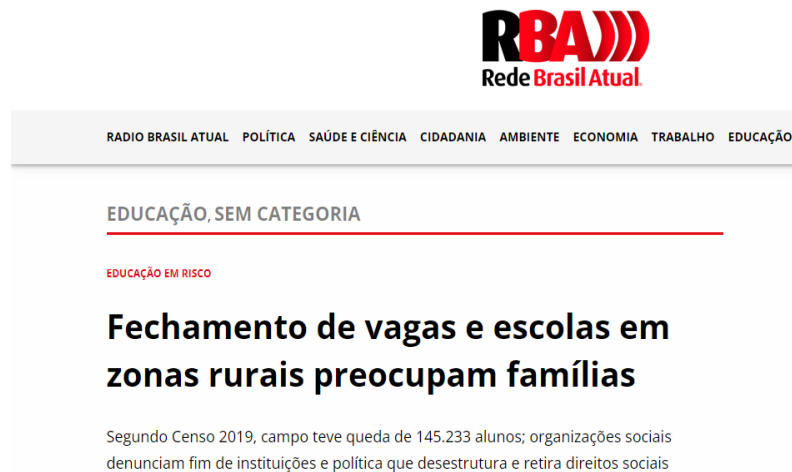 RBA
Rede Brasil Atual
RADIO BRASIL ATUAL POLÍTICA SAÚDE E CIÊNCIA CIDADANIA AMBIENTE ECONOMIA TRABALHO EDUCAÇÃO
EDUCAÇÃO, SEM CATEGORIA
EDUCAÇÃO EM RISCO
Fechamento de vagas e escolas em
zonas rurais preocupam famílias
Segundo Censo 2019, campo teve queda de 145.233 alunos; organizações sociais
denunciam fim de instituições e política que desestrutura e retira direitos sociais